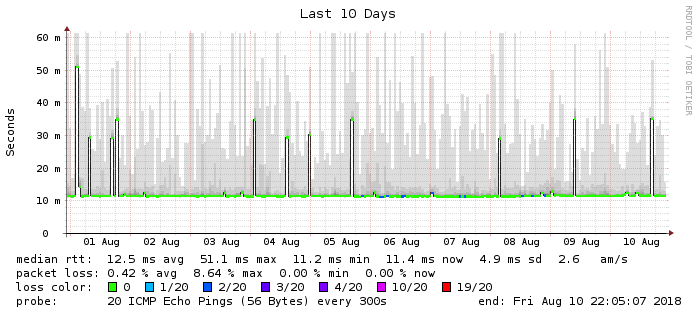 Last 10 Days
RRDTOOL / TOBI OETIKER
Seconds
60 m
50 m
40 m
30 m
20 m
10 m
0
01 Aug 02 Aug 03 Aug 04 Aug 05 Aug 06 Aug 07 Aug 08 Aug 09 Aug 10 Aug
median rtt: 12.5 ms avg 51.1 ms max 11.2 ms min 11.4 ms now 4.9 ms sd 2.6 am/s
packet loss: 0.42 % avg 8.64 % max 0.00 % min 0.00 % now
loss color: 0 1/20 2/20 3/20 4/20 10/20 19/20
probe: 20 ICMP Echo Pings (56 Bytes) every 300s end: Fri Aug 10 22:05:07 2018